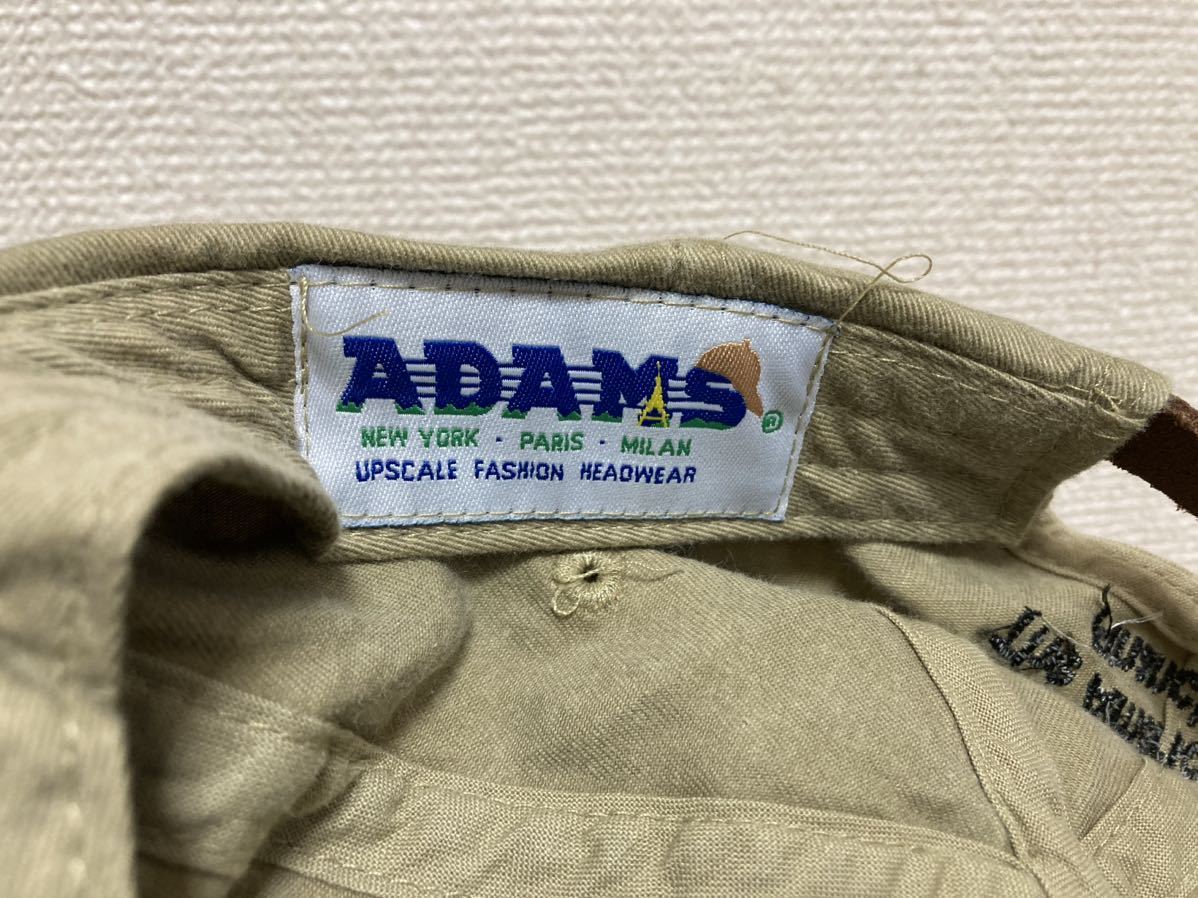 ADAMS®
NEW YORK · PARIS · MILAN
UPSCALE FASHION HEADWEAR